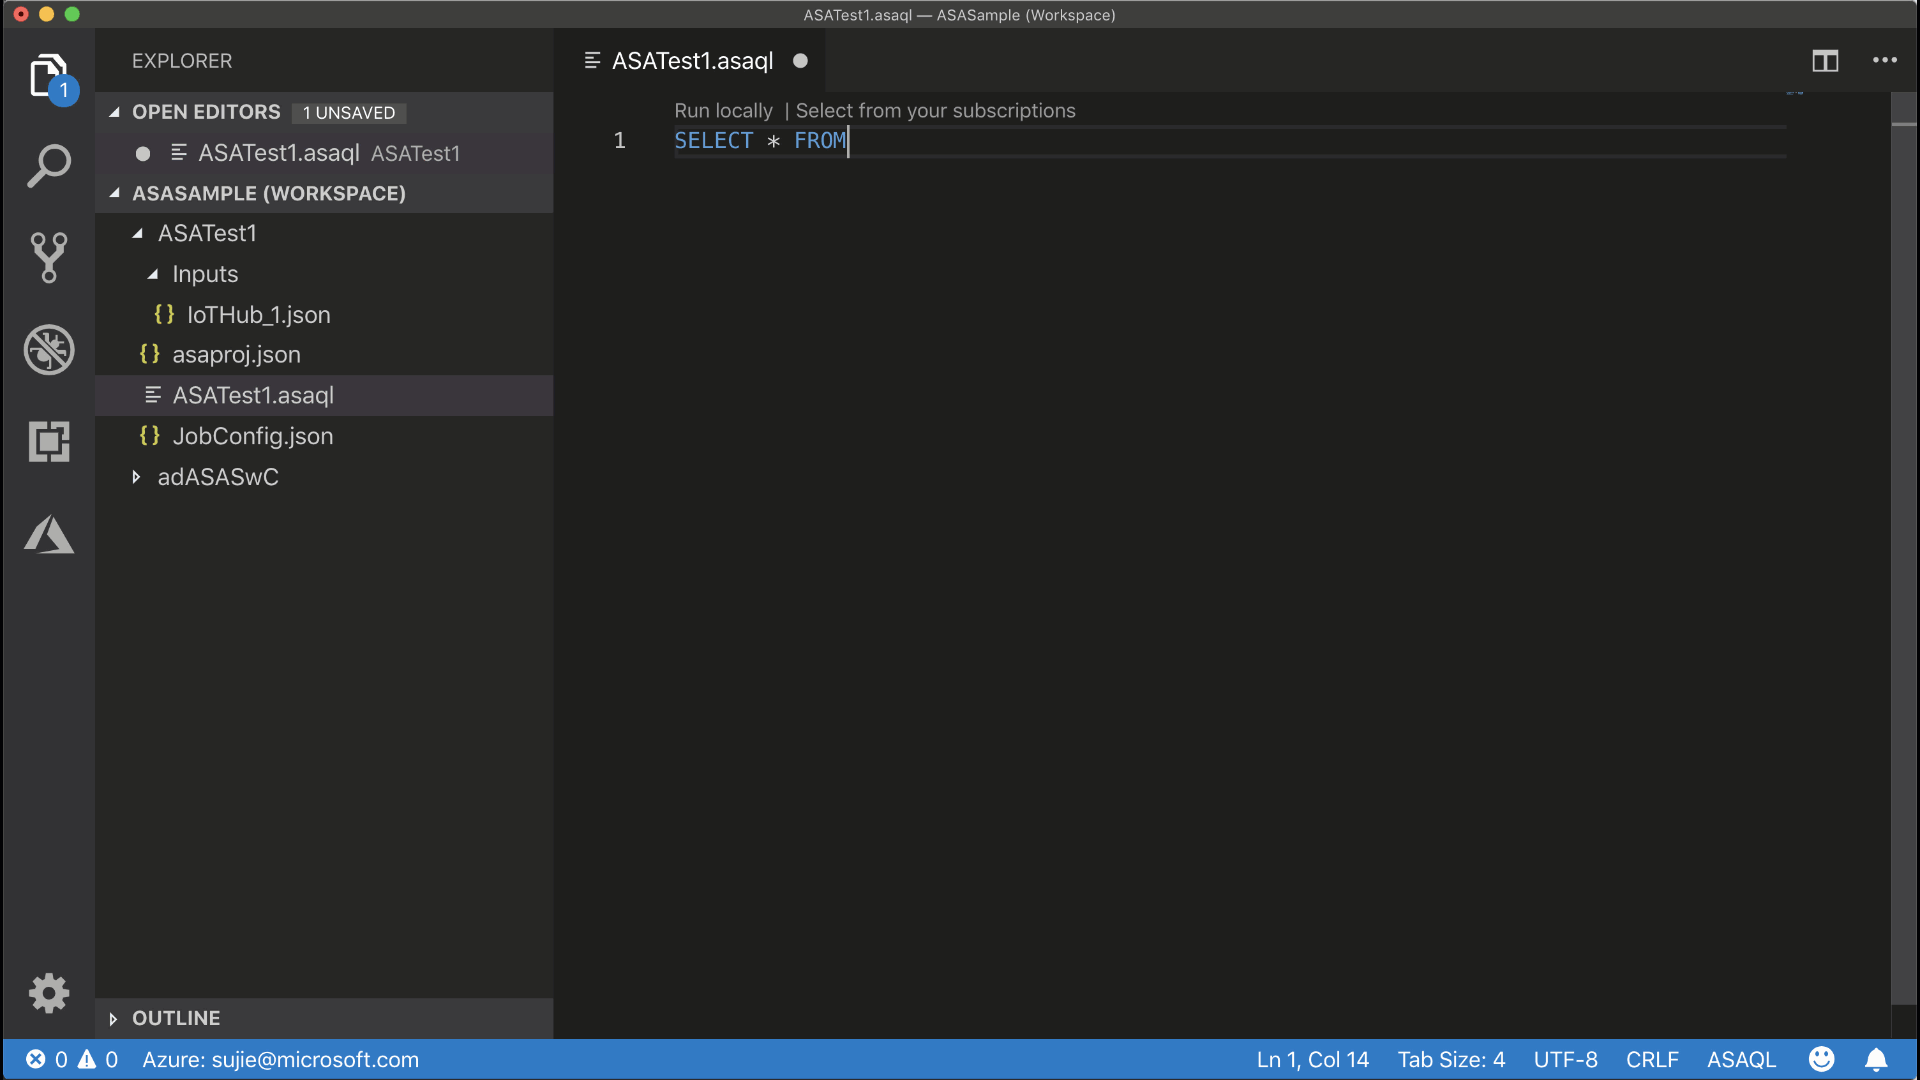 ASATest1.asaql — ASASample (Workspace)
EXPLORER
1
OPEN EDITORS 1 UNSAVED
ASATest1.asaql ASATest1
ASASAMPLE (WORKSPACE)
ASATest1
Inputs
{} IoTHub_1.json
{} asaproj.json
ASATest1.asaql
{} JobConfig.json
adASASwC
OUTLINE
ASATest1.asaql
Run locally | Select from your subscriptions
1 SELECT * FROM
0 0 Azure: sujie@microsoft.com Ln 1, Col 14 Tab Size: 4 UTF-8 CRLF ASAQL